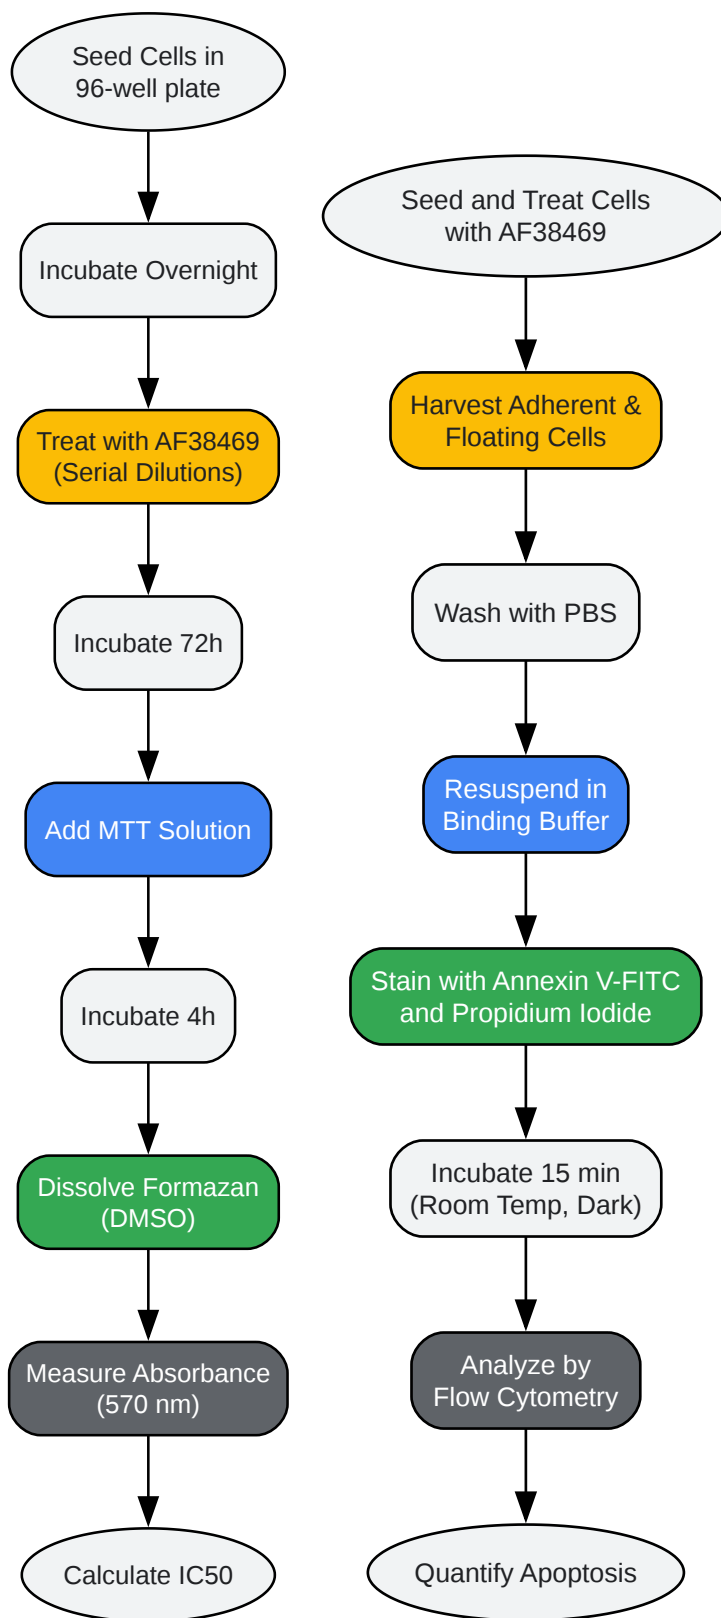 Seed Cells in
96-well plate
Incubate Overnight
Treat with AF38469
(Serial Dilutions)
Incubate 72h
Add MTT Solution
Incubate 4h
Dissolve Formazan
(DMSO)
Measure Absorbance
(570 nm)
Calculate IC50
Seed and Treat Cells
with AF38469
Harvest Adherent &
Floating Cells
Wash with PBS
Resuspend in
Binding Buffer
Stain with Annexin V-FITC
and Propidium Iodide
Incubate 15 min
(Room Temp, Dark)
Analyze by
Flow Cytometry
Quantify Apoptosis